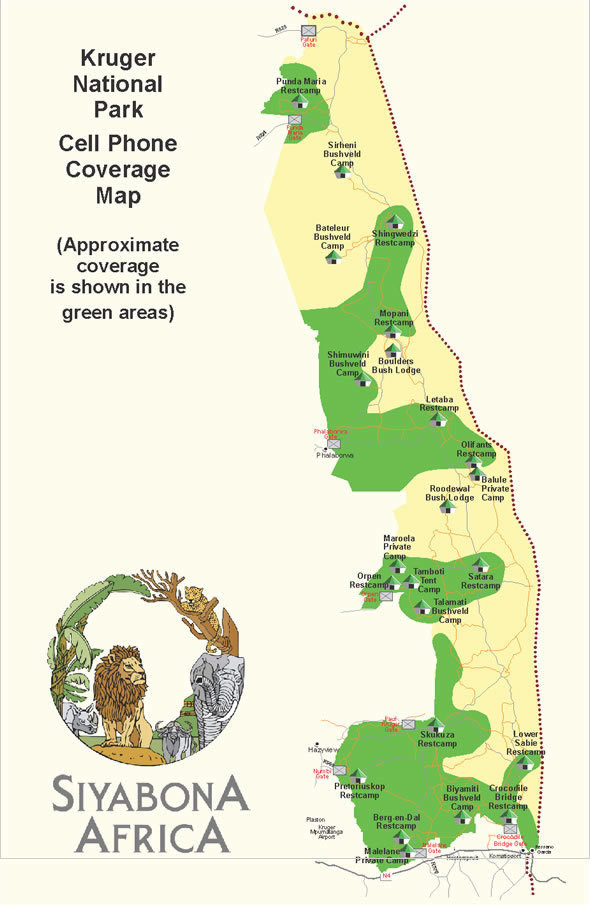 Kruger
National
Park
Cell Phone
Coverage
Map
(Approximate
coverage
is shown in the
green areas)
R525
Pafuri
Gate
Punda Maria
Restcamp
Punda
Maria
Gate
R524
Sirheni
Bushveld
Camp
Shingwedzi
Restcamp
Bateleur
Bushveld
Camp
Mopani
Restcamp
Boulders
Bush Lodge
Shimuwini
Bushveld
Camp
Letaba
Restcamp
Phalaborwa
Gate
Phalaborwa
Olifants
Restcamp
Balule
Private
Camp
Roodewal
Bush Lodge
Maroela
Private
Camp
Orpen
Restcamp
Orpen
Gate
Tamboti
Tent
Camp
Satara
Restcamp
Talamati
Bushveld
Camp
Paul
Kruger
Gate
Skukuza
Restcamp
Hazyview
Numbi
Gate
Pretoriuskop
Restcamp
Lower
Sabie
Restcamp
Biyamiti
Bushveld
Camp
Crocodile
Bridge
Restcamp
Crocodile
Bridge Gate
Plaston
Kruger
Mpumalanga
Airport
Berg-en-Dal
Restcamp
Malelane
Gate
Malelane
Private Camp
Hectorspruit
Komatipoort
Ressano
Garcia
N4
SIYABONA
AFRICA